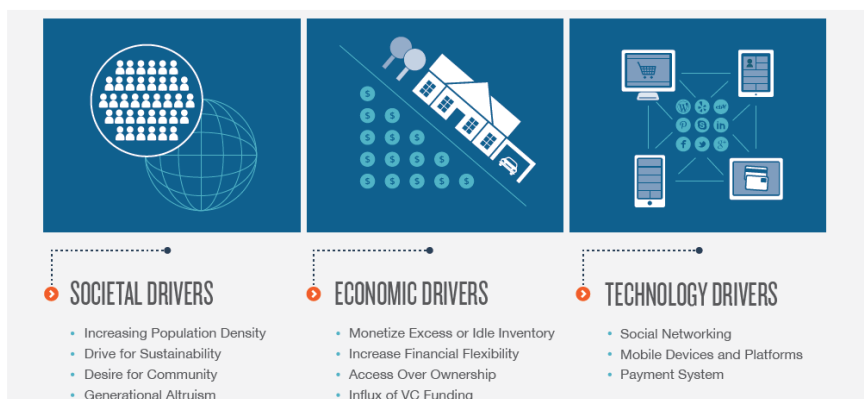 SOCIETAL DRIVERS
• Increasing Population Density
• Drive for Sustainability
• Desire for Community
• Generational Altruism
ECONOMIC DRIVERS
• Monetize Excess or Idle Inventory
• Increase Financial Flexibility
• Access Over Ownership
• Influx of VC Funding
TECHNOLOGY DRIVERS
• Social Networking
• Mobile Devices and Platforms
• Payment System